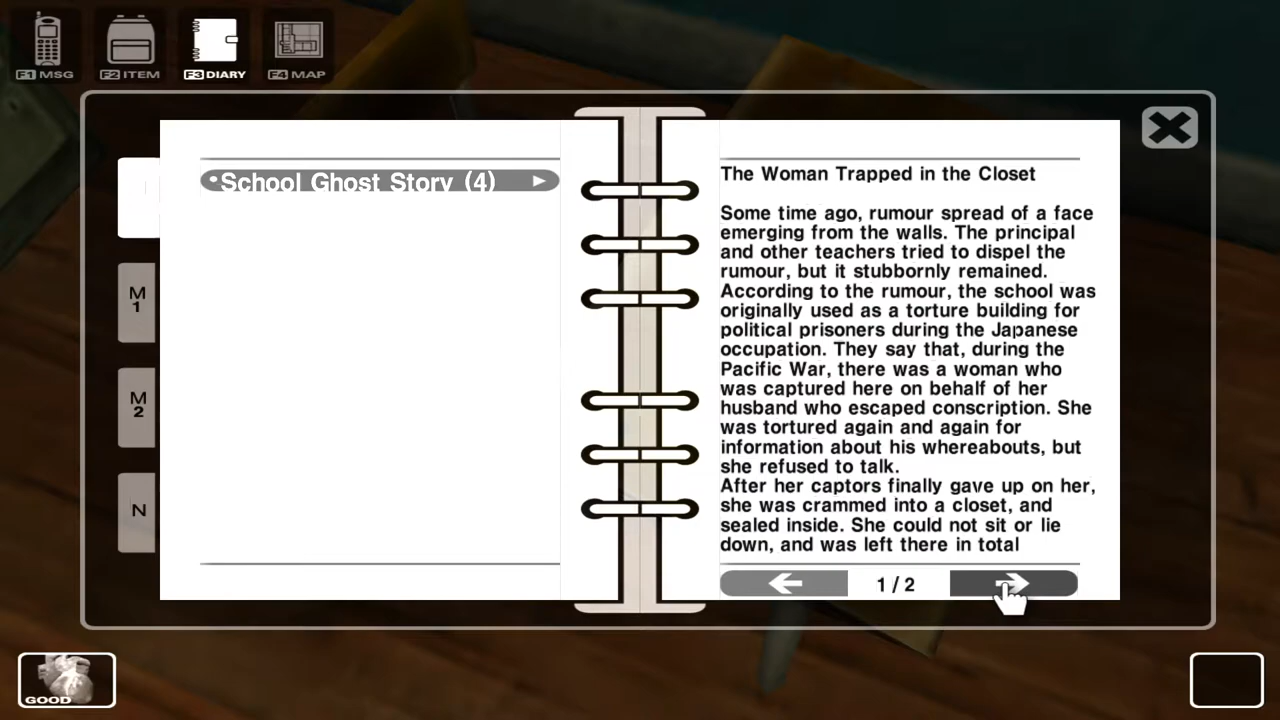 F1 MSG F2 ITEM F3 DIARY F4 MAP
M1
M2
N
•School Ghost Story (4)
The Woman Trapped in the Closet
Some time ago, rumour spread of a face
emerging from the walls. The principal
and other teachers tried to dispel the
rumour, but it stubbornly remained.
According to the rumour, the school was
originally used as a torture building for
political prisoners during the Japanese
occupation. They say that, during the
Pacific War, there was a woman who
was captured here on behalf of her
husband who escaped conscription. She
was tortured again and again for
information about his whereabouts, but
she refused to talk.
After her captors finally gave up on her,
she was crammed into a closet, and
sealed inside. She could not sit or lie
down, and was left there in total
1 / 2
GOOD